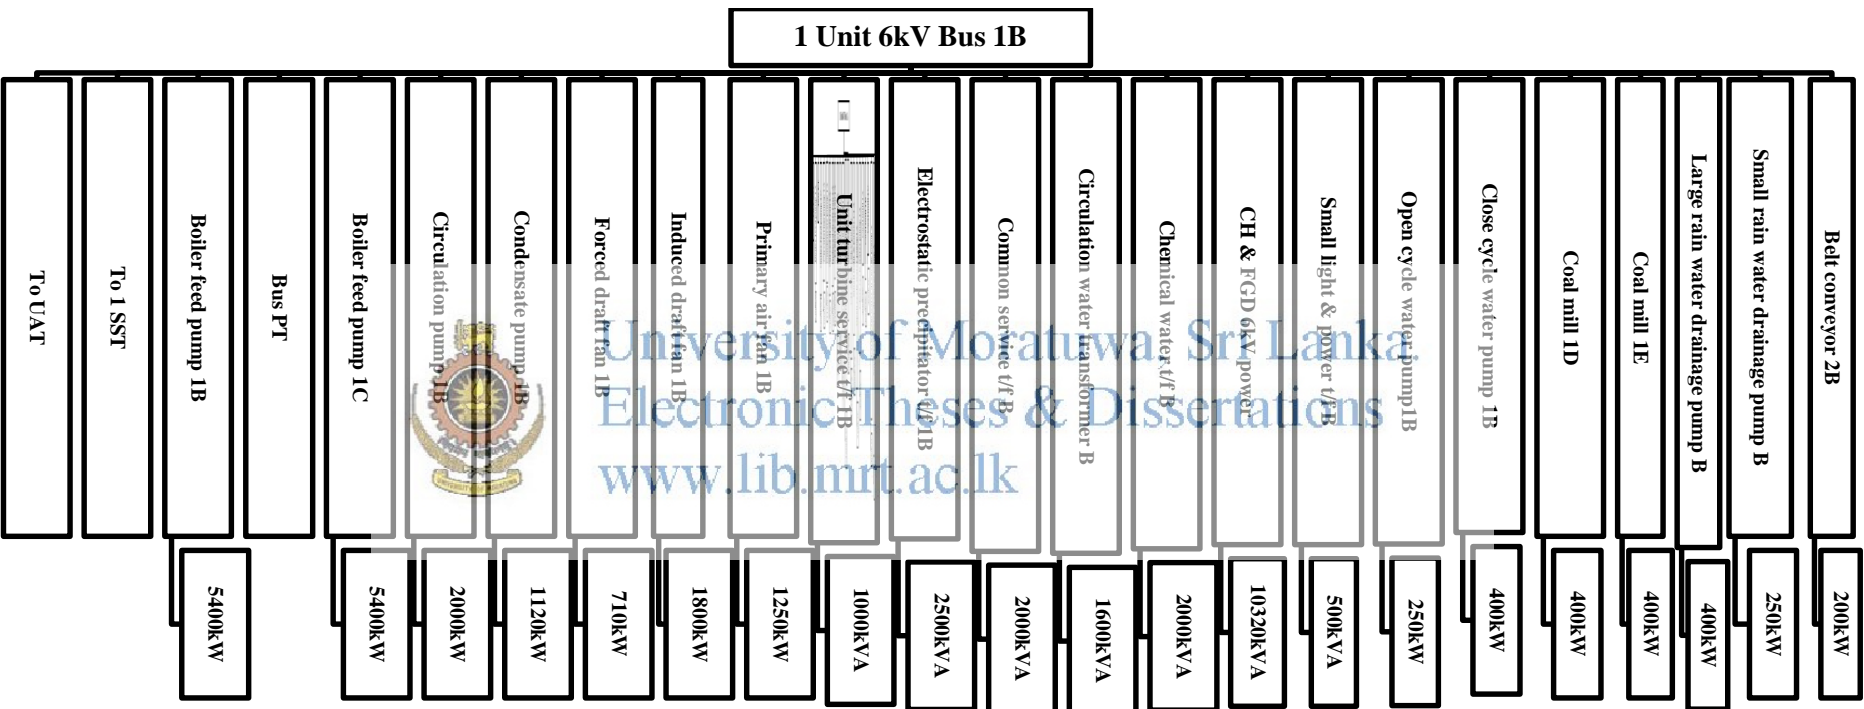 1 Unit 6kV Bus 1B
To UAT
To 1 SST
Boiler feed pump 1B
5400kW
Bus PT
Boiler feed pump 1C
5400kW
Circulation pump 1B
2000kW
Condensate pump 1B
1120kW
Forced draft fan 1B
710kW
Induced draft fan 1B
1800kW
Primary air fan 1B
1250kW
Unit turbine service t/f 1B
1000kVA
Electrostatic precipitator t/f 1B
2500kVA
Common service t/f B
2000kVA
Circulation water transformer B
1600kVA
Chemical water t/f B
2000kVA
CH & FGD 6kV power
10320kVA
Small light & power t/f B
500kVA
Open cycle water pump1B
250kW
Close cycle water pump 1B
400kW
Coal mill 1D
400kW
Coal mill 1E
400kW
Large rain water drainage pump B
400kW
Small rain water drainage pump B
250kW
Belt conveyor 2B
200kW
University of Moratuwa, Sri Lanka.
Electronic Theses & Dissertations
www.lib.mrt.ac.lk